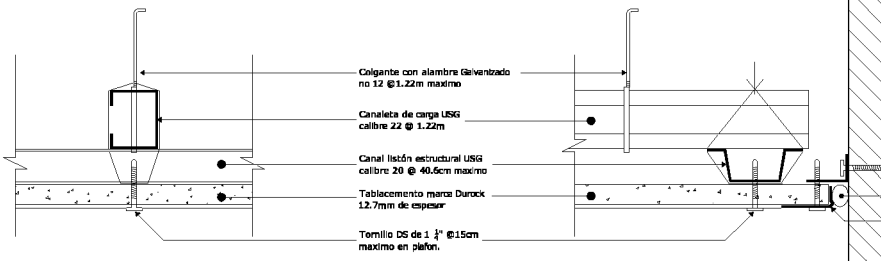 Colgante con alambre Galvanizado
no 12 @1.22m maximo
Canaleta de carga USG
calibre 22 @ 1.22m
Canal listón estructural USG
calibre 20 @ 40.6cm maximo
Tablacemento marca Durock
12.7mm de espesor
Tornillo DS de 1 1/4" @15cm
maximo en plafon.